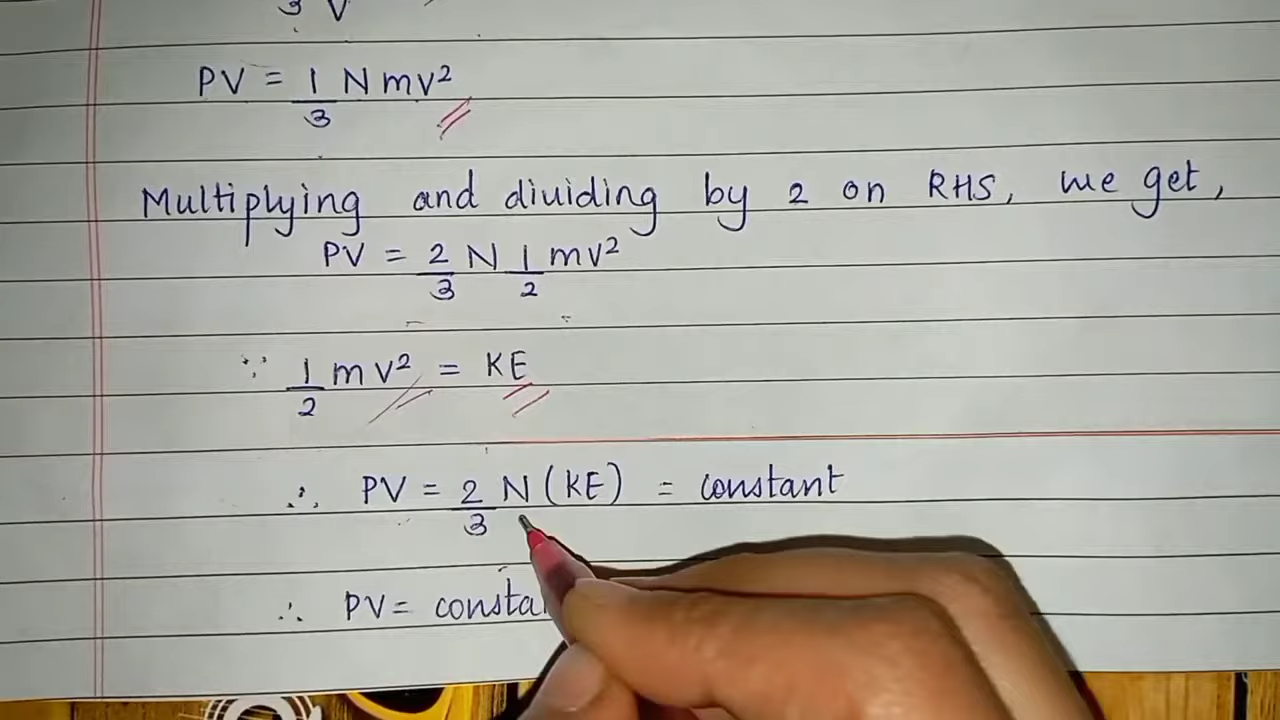 3 V
PV = 1/3 N mv²
Multiplying and dividing by 2 on RHS, we get,
PV = 2/3 N 1/2 mv²
∵ 1/2 mv² = KE
∴ PV = 2/3 N (KE) = constant
∴ PV = consta